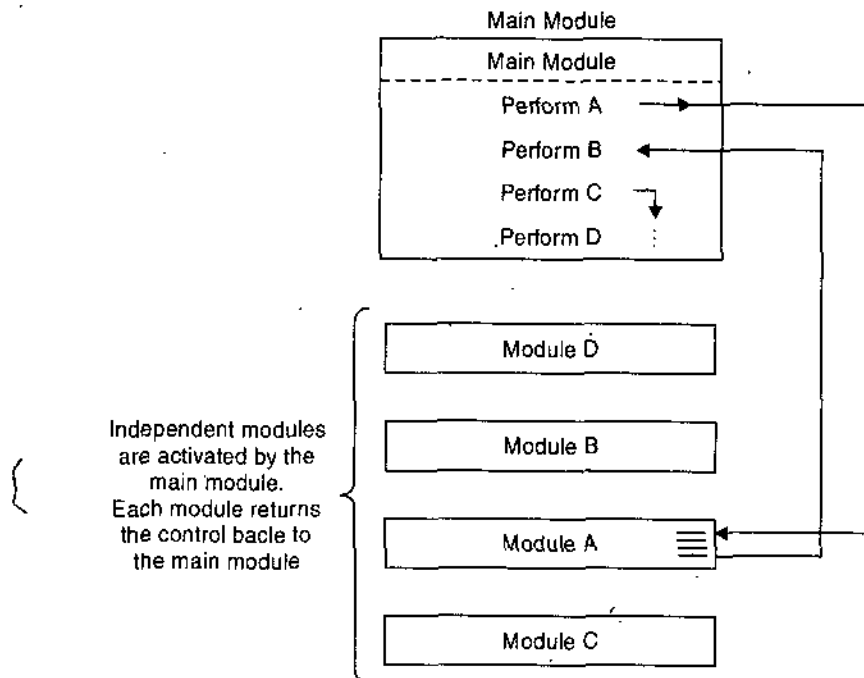 Main Module
Main Module
Perform A
Perform B
Perform C
Perform D
Module D
Module B
Independent modules
are activated by the
main module.
Each module returns
the control bacle to
the main module
Module A
Module C